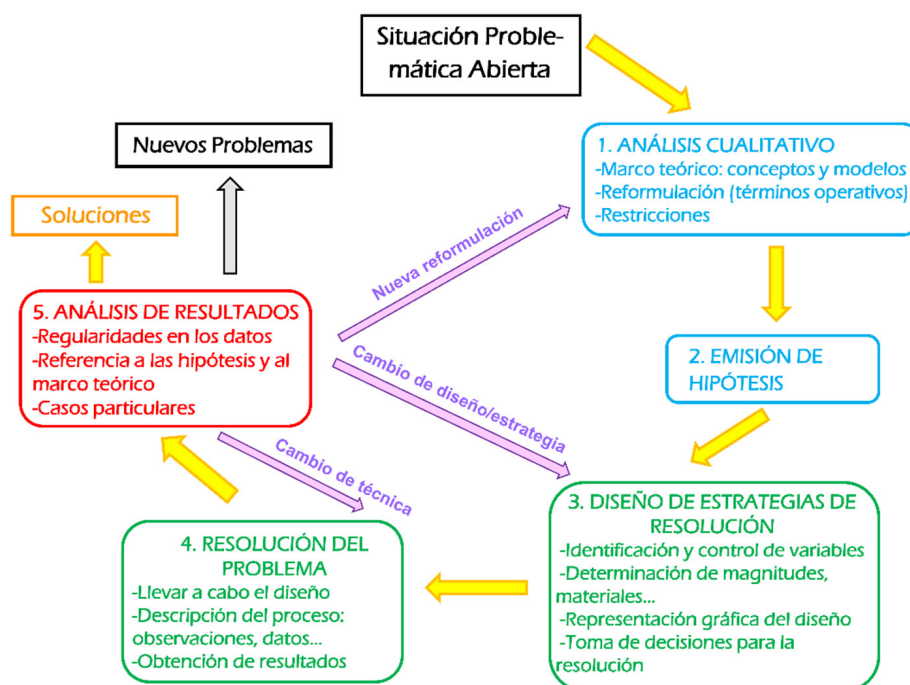 Situación Proble-
mática Abierta
1. ANÁLISIS CUALITATIVO
-Marco teórico: conceptos y modelos
-Reformulación (términos operativos)
-Restricciones
2. EMISIÓN DE
HIPÓTESIS
3. DISEÑO DE ESTRATEGIAS DE
RESOLUCIÓN
-Identificación y control de variables
-Determinación de magnitudes,
materiales...
-Representación gráfica del diseño
-Toma de decisiones para la
resolución
4. RESOLUCIÓN DEL
PROBLEMA
-Llevar a cabo el diseño
-Descripción del proceso:
observaciones, datos...
-Obtención de resultados
5. ANÁLISIS DE RESULTADOS
-Regularidades en los datos
-Referencia a las hipótesis y al
marco teórico
-Casos particulares
Soluciones
Nuevos Problemas
Nueva reformulación
Cambio de diseño/estrategia
Cambio de técnica